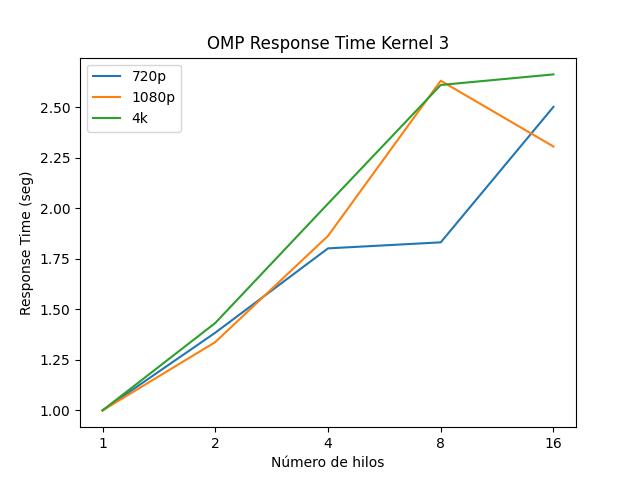 OMP Response Time Kernel 3
720p
1080p
4k
Response Time (seg)
2.50
2.25
2.00
1.75
1.50
1.25
1.00
1 2 4 8 16
Número de hilos